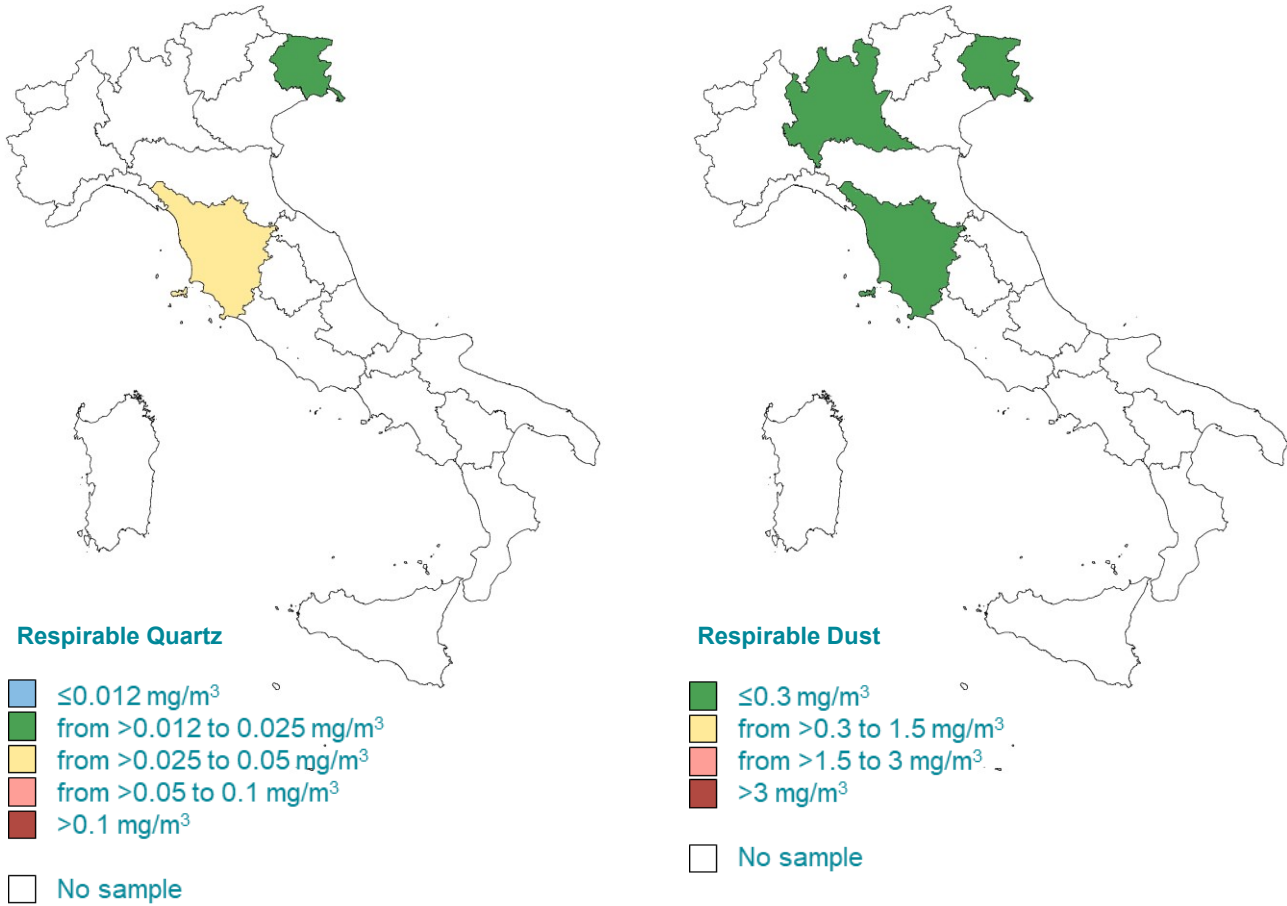 Respirable Quartz
≤0.012 mg/m³
from >0.012 to 0.025 mg/m³
from >0.025 to 0.05 mg/m³
from >0.05 to 0.1 mg/m³
>0.1 mg/m³
No sample
Respirable Dust
≤0.3 mg/m³
from >0.3 to 1.5 mg/m³
from >1.5 to 3 mg/m³
>3 mg/m³
No sample